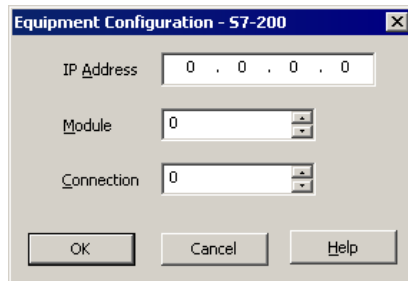 Equipment Configuration - S7-200
IP Address 0 . 0 . 0 . 0
Module 0
Connection 0
OK Cancel Help